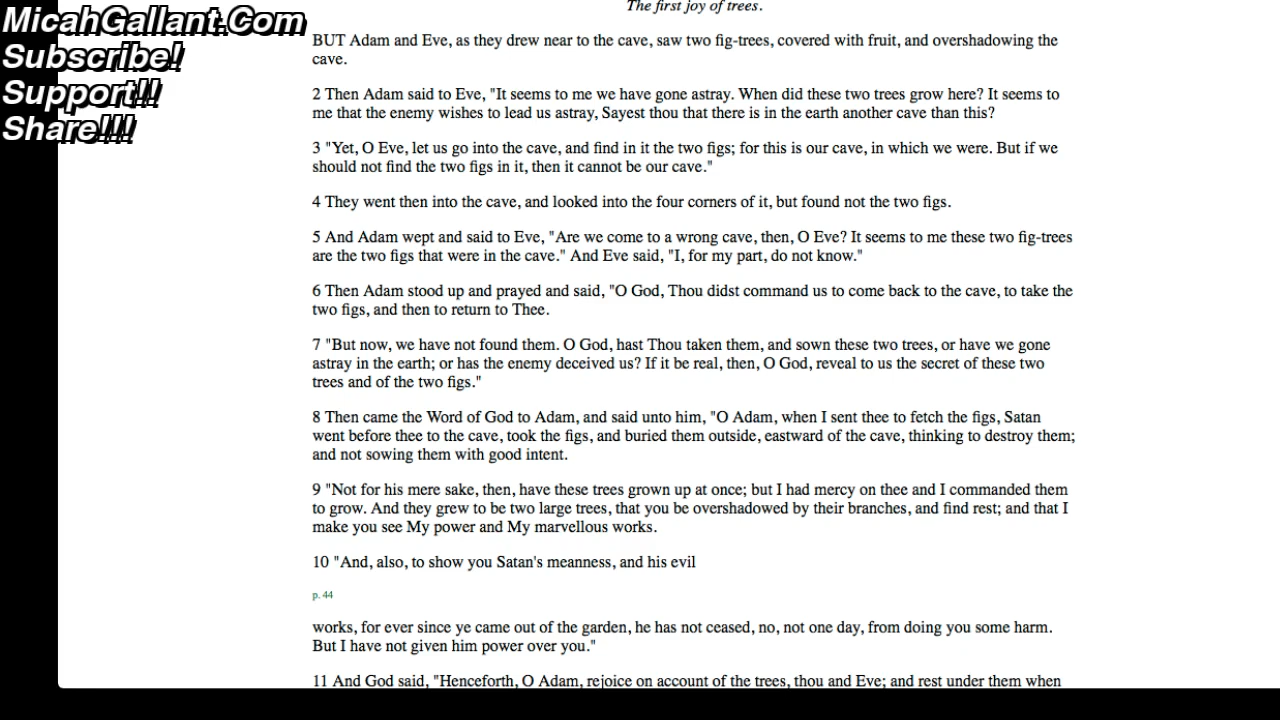 MicahGallant.Com
Subscribe!
Support!!
Share!!!
The first joy of trees.
BUT Adam and Eve, as they drew near to the cave, saw two fig-trees, covered with fruit, and overshadowing the
cave.
2 Then Adam said to Eve, "It seems to me we have gone astray. When did these two trees grow here? It seems to
me that the enemy wishes to lead us astray, Sayest thou that there is in the earth another cave than this?
3 "Yet, O Eve, let us go into the cave, and find in it the two figs; for this is our cave, in which we were. But if we
should not find the two figs in it, then it cannot be our cave."
4 They went then into the cave, and looked into the four corners of it, but found not the two figs.
5 And Adam wept and said to Eve, "Are we come to a wrong cave, then, O Eve? It seems to me these two fig-trees
are the two figs that were in the cave." And Eve said, "I, for my part, do not know."
6 Then Adam stood up and prayed and said, "O God, Thou didst command us to come back to the cave, to take the
two figs, and then to return to Thee.
7 "But now, we have not found them. O God, hast Thou taken them, and sown these two trees, or have we gone
astray in the earth; or has the enemy deceived us? If it be real, then, O God, reveal to us the secret of these two
trees and of the two figs."
8 Then came the Word of God to Adam, and said unto him, "O Adam, when I sent thee to fetch the figs, Satan
went before thee to the cave, took the figs, and buried them outside, eastward of the cave, thinking to destroy them;
and not sowing them with good intent.
9 "Not for his mere sake, then, have these trees grown up at once; but I had mercy on thee and I commanded them
to grow. And they grew to be two large trees, that you be overshadowed by their branches, and find rest; and that I
make you see My power and My marvellous works.
10 "And, also, to show you Satan's meanness, and his evil
p. 44
works, for ever since ye came out of the garden, he has not ceased, no, not one day, from doing you some harm.
But I have not given him power over you."
11 And God said, "Henceforth, O Adam, rejoice on account of the trees, thou and Eve; and rest under them when